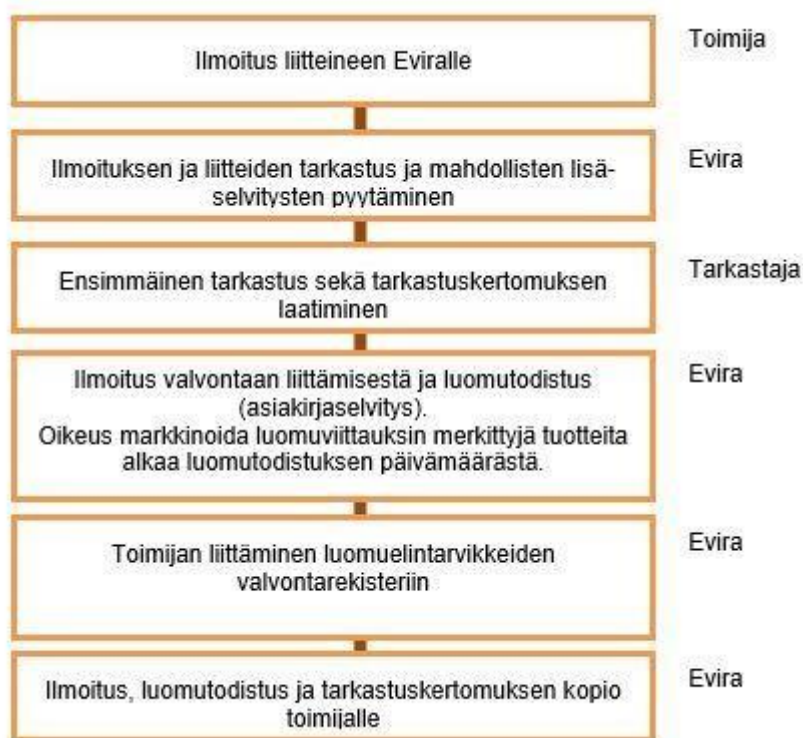 Ilmoitus liitteineen Eviralle
Toimija
Ilmoituksen ja liitteiden tarkastus ja mahdollisten lisä-
selvitysten pyytäminen
Evira
Ensimmäinen tarkastus sekä tarkastuskertomuksen
laatiminen
Tarkastaja
Ilmoitus valvontaan liittämisestä ja luomutodistus
(asiakirjaselvitys).
Oikeus markkinoida luomuviittauksin merkittyjä tuotteita
alkaa luomutodistuksen päivämäärästä.
Evira
Toimijan liittäminen luomuelintarvikkeiden
valvontarekisteriin
Evira
Ilmoitus, luomutodistus ja tarkastuskertomuksen kopio
toimijalle
Evira